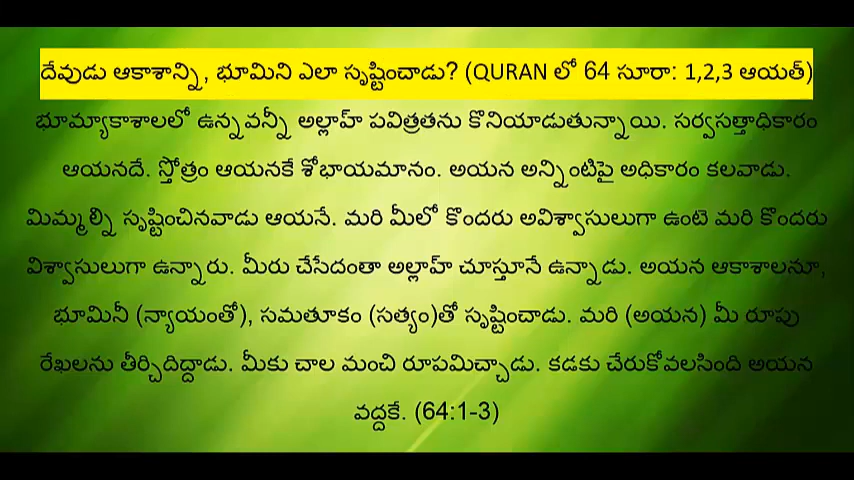 దేవుడు ఆకాశాన్ని, భూమిని ఎలా సృష్టించాడు? (QURAN లో 64 సూరా: 1,2,3 ఆయత్)
భూమ్యాకాశాలలో ఉన్నవన్నీ అల్లాహ్ పవిత్రతను కొనియాడుతున్నాయి. సర్వసత్తాధికారం
ఆయనదే. స్తోత్రం ఆయనకే శోభాయమానం. అయన అన్నింటిపై అధికారం కలవాడు.
మిమ్మల్ని సృష్టించినవాడు ఆయనే. మరి మీలో కొందరు అవిశ్వాసులుగా ఉంటె మరి కొందరు
విశ్వాసులుగా ఉన్నారు. మీరు చేసేదంతా అల్లాహ్ చూస్తూనే ఉన్నాడు. అయన ఆకాశాలనూ,
భూమినీ (న్యాయంతో), సమతూకం (సత్యం)తో సృష్టించాడు. మరి (అయన) మీ రూపు
రేఖలను తీర్చిదిద్దాడు. మీకు చాల మంచి రూపమిచ్చాడు. కడకు చేరుకోవలసింది అయన
వద్దకే. (64:1-3)